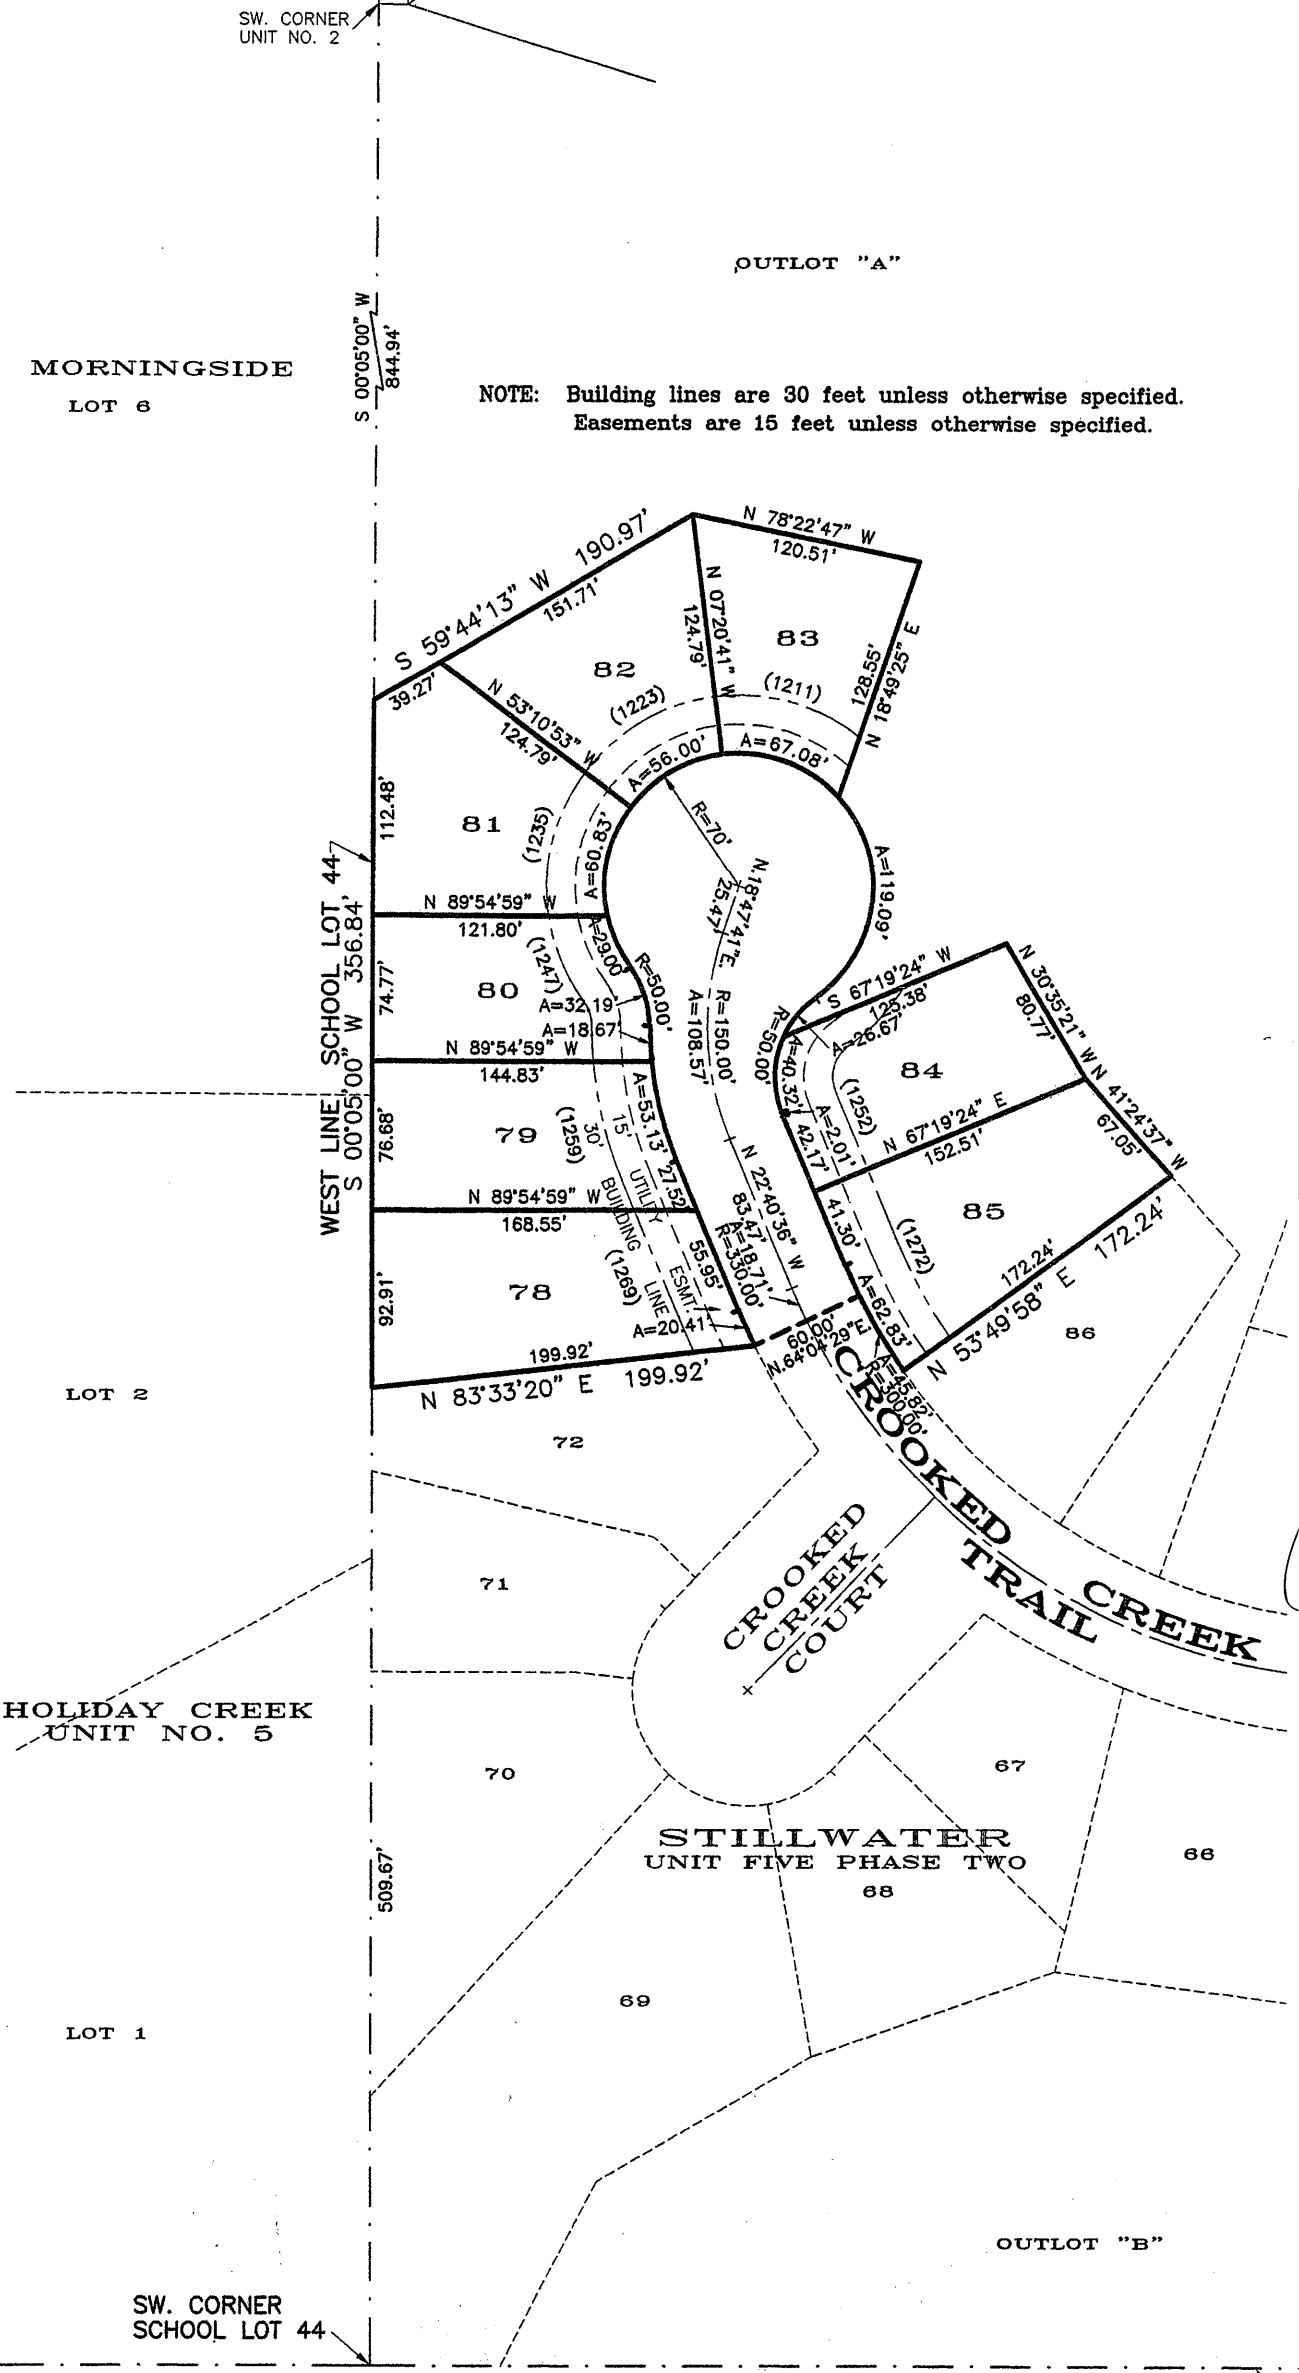 SW. CORNER
UNIT NO. 2
OUTLOT "A"
S 00°05'00" W
844.94'
MORNINGSIDE
LOT 6
NOTE: Building lines are 30 feet unless otherwise specified.
Easements are 15 feet unless otherwise specified.
S 59°44'13" W 190.97'
39.27'
151.71'
N 78°22'47" W
120.51'
N 07°20'41" W
124.79'
83
(1211)
128.55'
N 18°49'25" E
82
(1223)
N 53°10'53" W
124.79'
A=56.00'
A=67.08'
R=70'
112.48'
81
(1235)
A=60.83'
A=119.09'
N.18°47'41"E.
25.47'
WEST LINE SCHOOL LOT 44
S 00°05'00" W 356.84'
N 89°54'59" W
121.80'
A=29.00'
R=50.00'
74.77'
80
(1247)
A=32.19'
A=18.67'
R=150.00'
A=108.57'
S 67°19'24" W
125.38'
A=26.67'
R=50.00'
A=40.32'
N 30°35'21" W
80.77'
84
(1252)
N 89°54'59" W
144.83'
A=53.13'
76.68'
79
(1259)
15'
30'
UTILITY
ESMT.
BUILDING
LINE
27.52'
A=2.01'
42.17'
N 67°19'24" E
152.51'
N 41°24'37" W
67.05'
N 22°40'36" W
83.47'
A=18.71'
R=330.00'
N 89°54'59" W
168.55'
41.30'
85
(1272)
172.24'
N 53°49'58" E 172.24'
92.91'
78
(1269)
55.95'
A=20.41'
A=62.83'
60.00'
N.64°04'29"E.
A=45.82'
R=300.00'
199.92'
N 83°33'20" E 199.92'
86
LOT 2
72
CROOKED
CREEK
TRAIL
CROOKED
CREEK
COURT
71
HOLIDAY CREEK
UNIT NO. 5
70
67
STILLWATER
UNIT FIVE PHASE TWO
68
66
509.67'
69
LOT 1
OUTLOT "B"
SW. CORNER
SCHOOL LOT 44